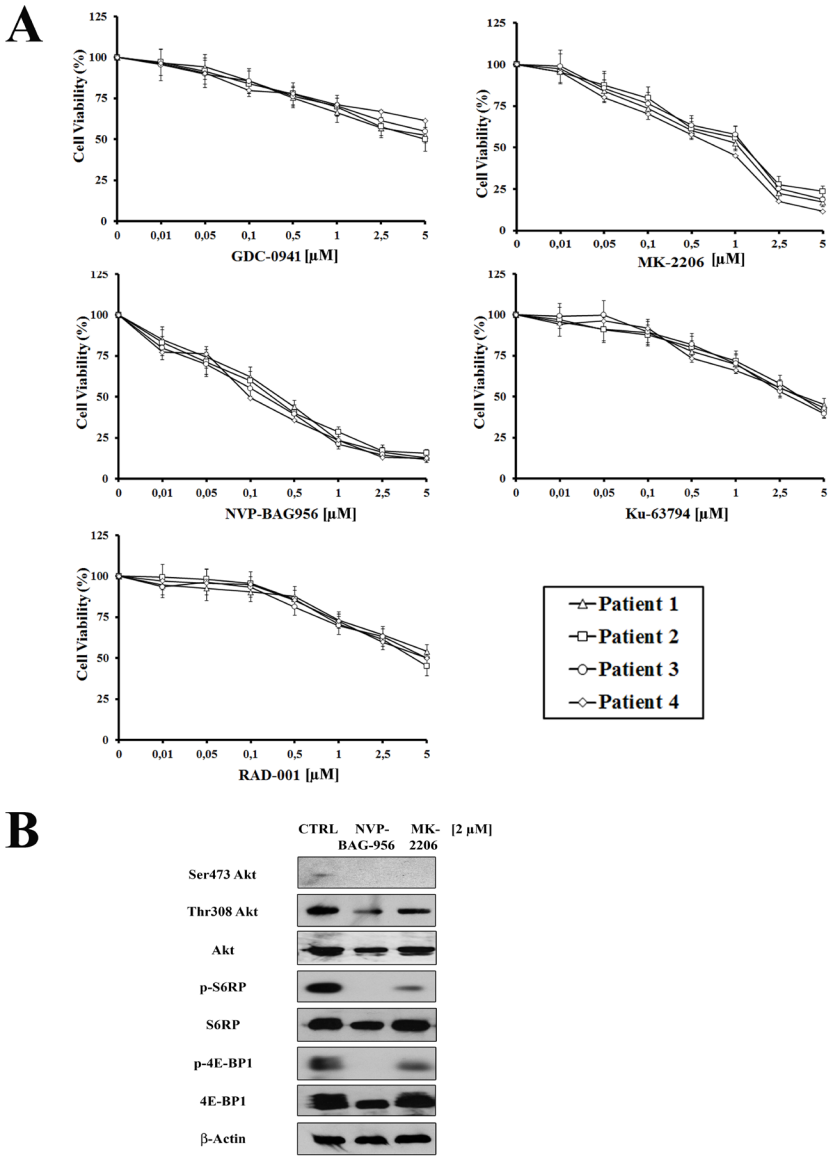 A
125
100
75
50
25
0
Cell Viability (%)
0 0,01 0,05 0,1 0,5 1 2,5 5
GDC-0941 [µM]
125
100
75
50
25
0
Cell Viability (%)
0 0,01 0,05 0,1 0,5 1 2,5 5
MK-2206 [µM]
125
100
75
50
25
0
Cell Viability (%)
0 0,01 0,05 0,1 0,5 1 2,5 5
NVP-BAG956 [µM]
125
100
75
50
25
0
Cell Viability (%)
0 0,01 0,05 0,1 0,5 1 2,5 5
Ku-63794 [µM]
125
100
75
50
25
0
Cell Viability (%)
0 0,01 0,05 0,1 0,5 1 2,5 5
RAD-001 [µM]
Patient 1
Patient 2
Patient 3
Patient 4
B
CTRL NVP- MK- [2 µM]
BAG-956 2206
Ser473 Akt
Thr308 Akt
Akt
p-S6RP
S6RP
p-4E-BP1
4E-BP1
β-Actin